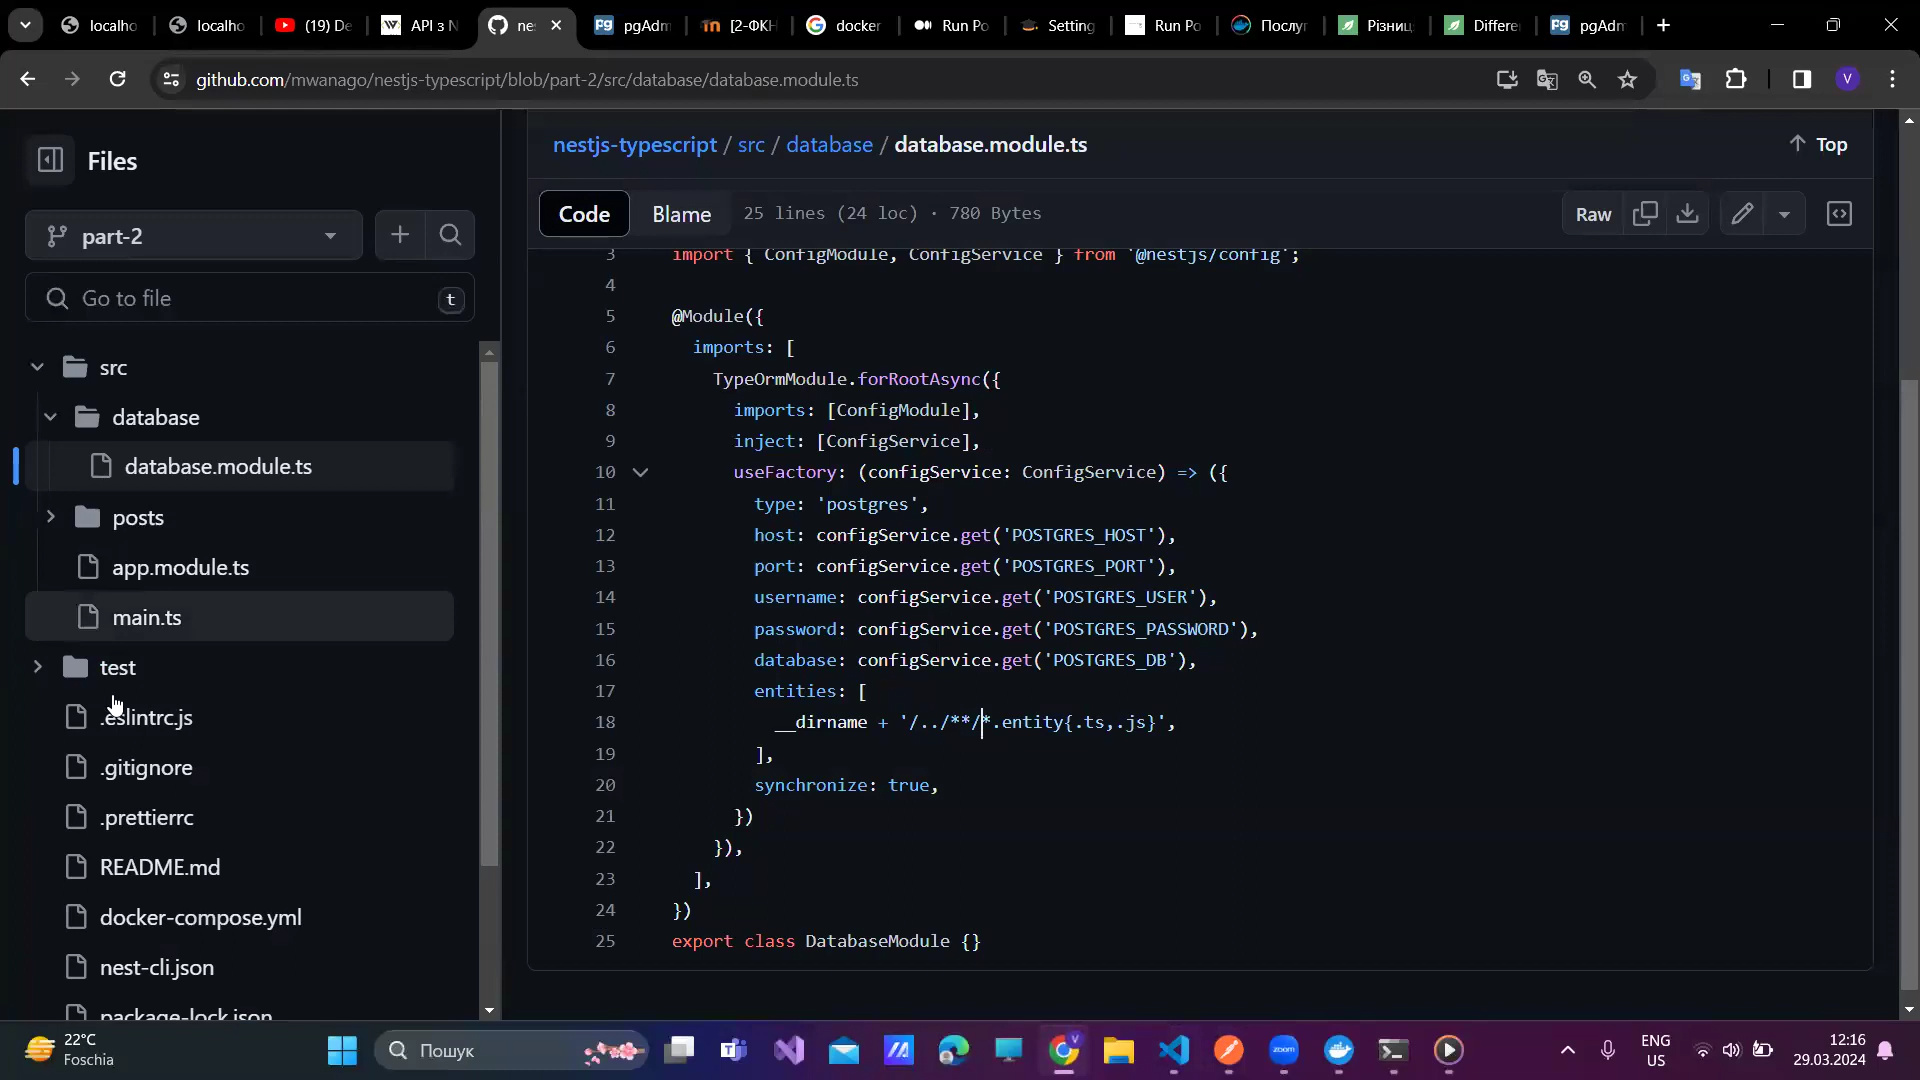 localho
localho
(19) De
API з N
nes
pgAdm
[2-ФКН
docker
Run Po
Setting
Run Po
Послуг
Різниц
Differe
pgAdm
github.com/mwanago/nestjs-typescript/blob/part-2/src/database/database.module.ts
V
Files
part-2
Go to file
t
src
database
database.module.ts
posts
app.module.ts
main.ts
test
.eslintrc.js
.gitignore
.prettierrc
README.md
docker-compose.yml
nest-cli.json
package-lock.json
nestjs-typescript / src / database / database.module.ts
Top
Code Blame 25 lines (24 loc) · 780 Bytes
Raw
3 import { ConfigModule, ConfigService } from '@nestjs/config';
4
5 @Module({
6 imports: [
7 TypeOrmModule.forRootAsync({
8 imports: [ConfigModule],
9 inject: [ConfigService],
10 useFactory: (configService: ConfigService) => ({
11 type: 'postgres',
12 host: configService.get('POSTGRES_HOST'),
13 port: configService.get('POSTGRES_PORT'),
14 username: configService.get('POSTGRES_USER'),
15 password: configService.get('POSTGRES_PASSWORD'),
16 database: configService.get('POSTGRES_DB'),
17 entities: [
18 __dirname + '/../**/*.entity{.ts,.js}',
19 ],
20 synchronize: true,
21 })
22 }),
23 ],
24 })
25 export class DatabaseModule {}
22°C
Foschia
Пошук
zoom
ENG
US
12:16
29.03.2024